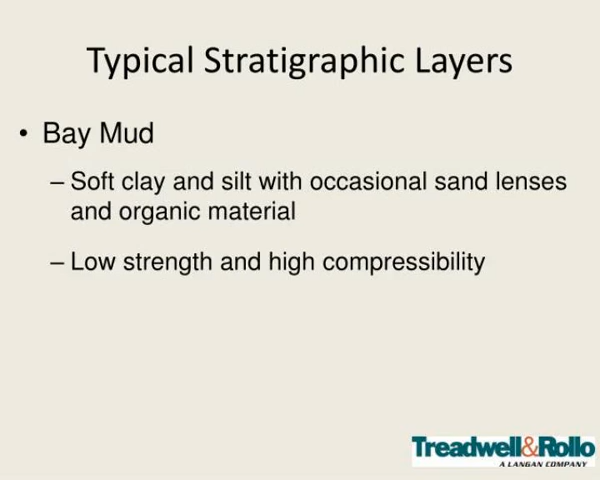 Typical Stratigraphic Layers
• Bay Mud
– Soft clay and silt with occasional sand lenses
and organic material
– Low strength and high compressibility
Treadwell&Rollo
A LANGAN COMPANY